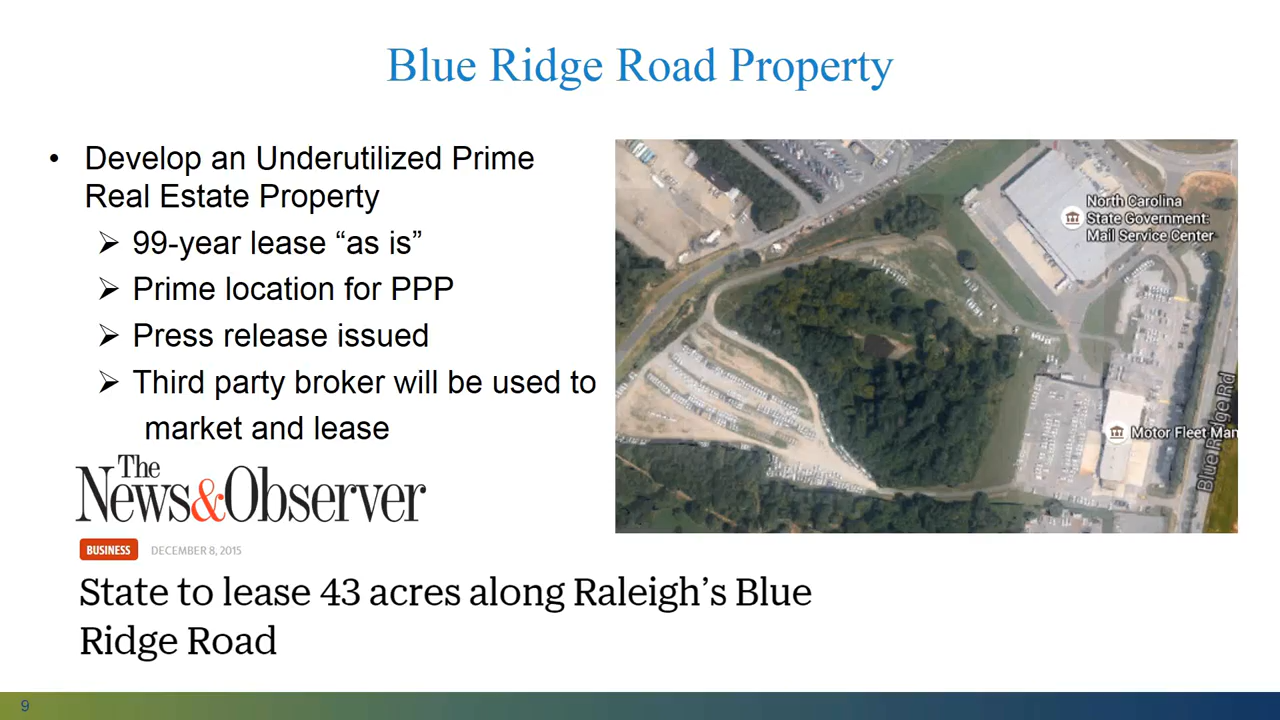 Blue Ridge Road Property
• Develop an Underutilized Prime
Real Estate Property
➢ 99-year lease “as is”
➢ Prime location for PPP
➢ Press release issued
➢ Third party broker will be used to
market and lease
North Carolina
State Government:
Mail Service Center
Motor Fleet Man
Blue Ridge Rd
The
News&Observer
BUSINESS DECEMBER 8, 2015
State to lease 43 acres along Raleigh’s Blue
Ridge Road
9